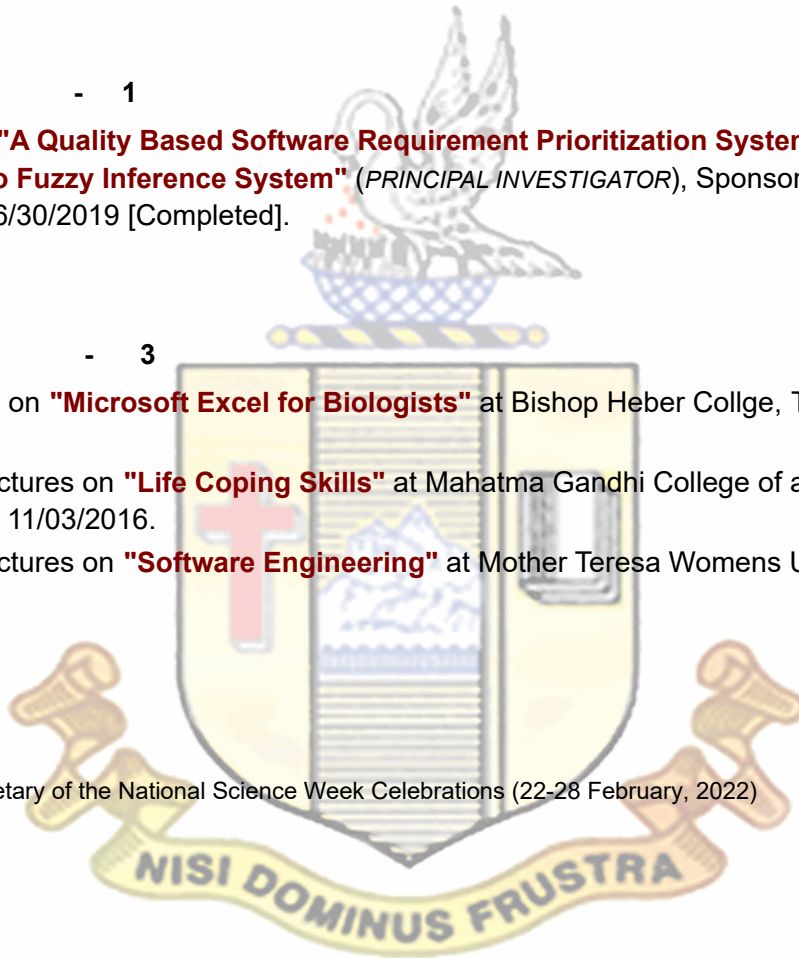 - 1
"A Quality Based Software Requirement Prioritization System
o Fuzzy Inference System" (PRINCIPAL INVESTIGATOR), Sponsor
6/30/2019 [Completed].
- 3
on "Microsoft Excel for Biologists" at Bishop Heber Collge, T
ctures on "Life Coping Skills" at Mahatma Gandhi College of a
11/03/2016.
ctures on "Software Engineering" at Mother Teresa Womens U
etary of the National Science Week Celebrations (22-28 February, 2022)
NISI DOMINUS FRUSTRA